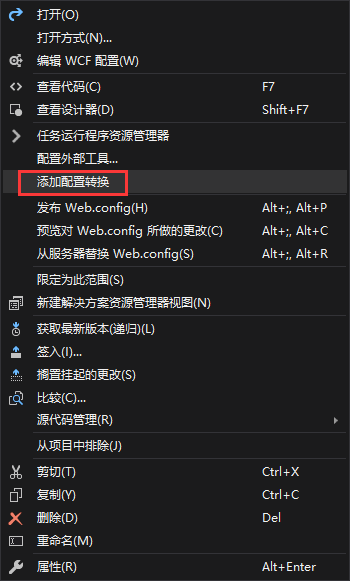 打开(O)
打开方式(N)...
编辑 WCF 配置(W)
查看代码(C) F7
查看设计器(D) Shift+F7
任务运行程序资源管理器
配置外部工具...
添加配置转换
发布 Web.config(H) Alt+;, Alt+P
预览对 Web.config 所做的更改(C) Alt+;, Alt+C
从服务器替换 Web.config(S) Alt+;, Alt+R
限定为此范围(S)
新建解决方案资源管理器视图(N)
获取最新版本(递归)(L)
签入(I)...
搁置挂起的更改(S)
比较(C)...
源代码管理(R)
从项目中排除(J)
剪切(T) Ctrl+X
复制(Y) Ctrl+C
删除(D) Del
重命名(M)
属性(R) Alt+Enter